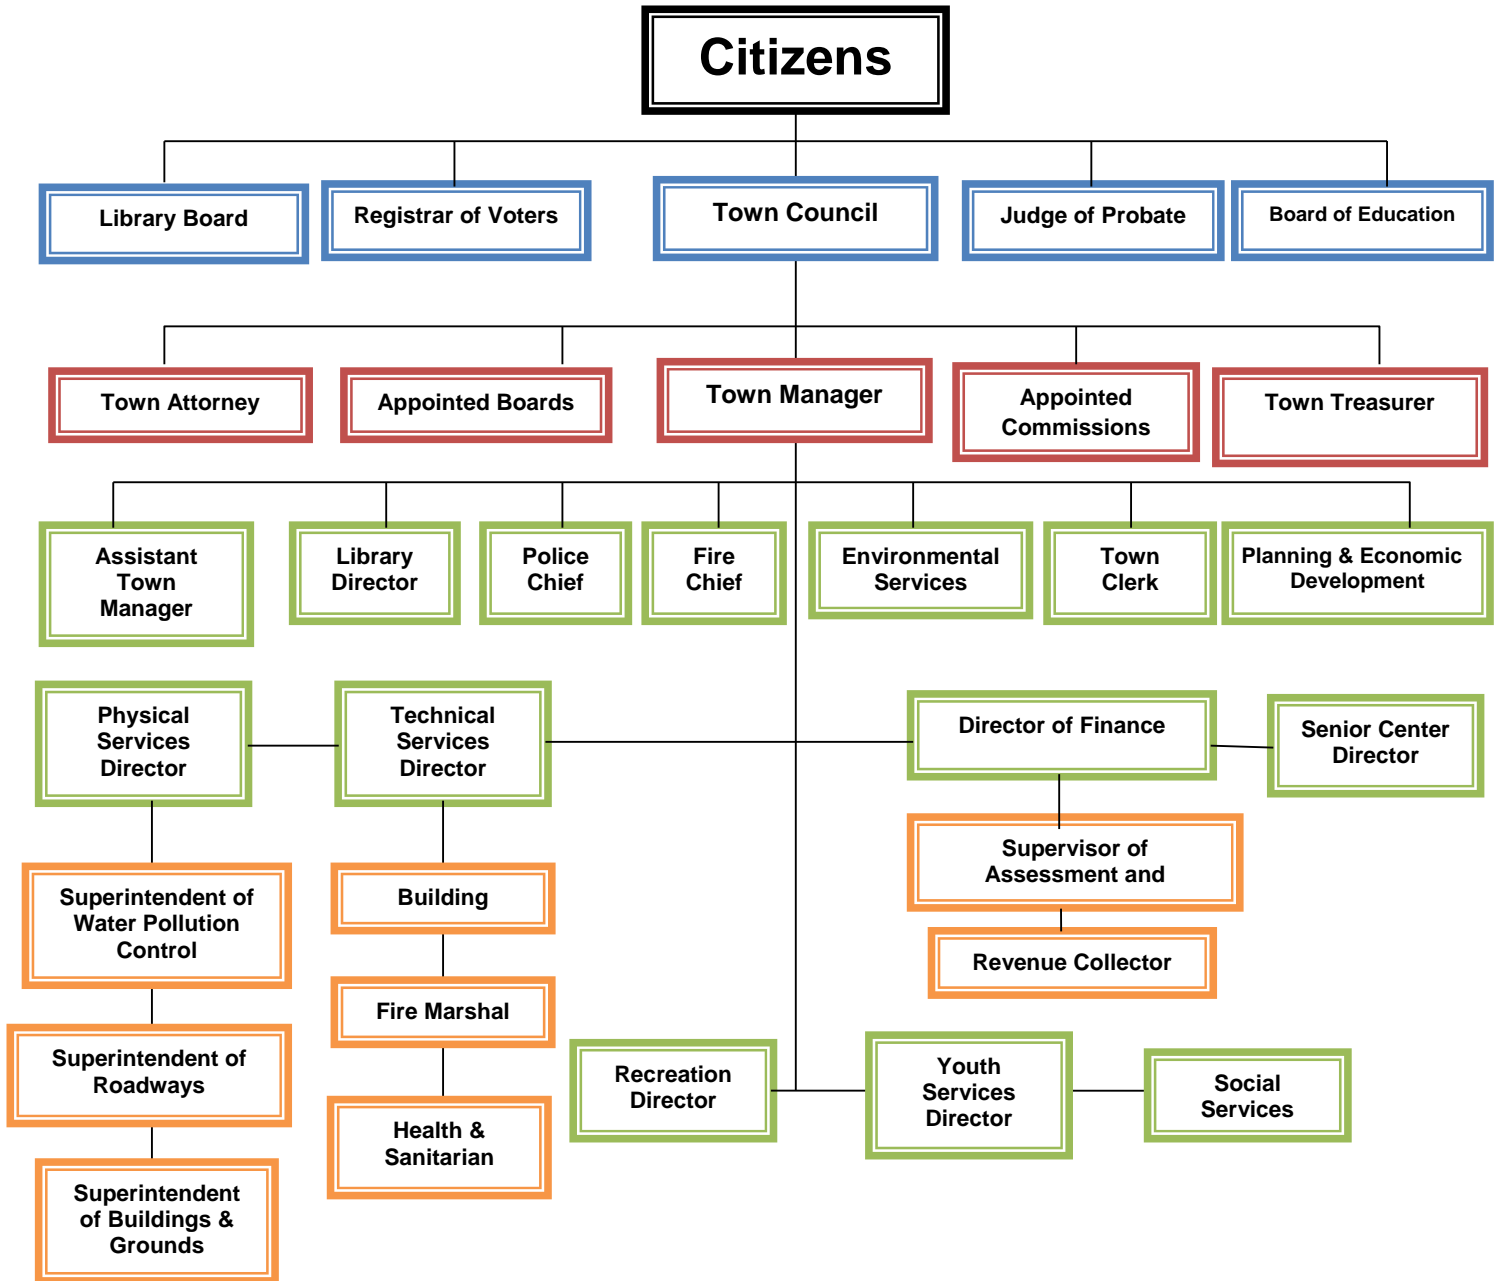 Citizens
Library Board
Registrar of Voters
Town Council
Judge of Probate
Board of Education
Town Attorney
Appointed Boards
Town Manager
Appointed
Commissions
Town Treasurer
Assistant
Town
Manager
Library
Director
Police
Chief
Fire
Chief
Environmental
Services
Town
Clerk
Planning & Economic
Development
Physical
Services
Director
Technical
Services
Director
Director of Finance
Senior Center
Director
Superintendent of
Water Pollution
Control
Building
Supervisor of
Assessment and
Revenue Collector
Fire Marshal
Superintendent of
Roadways
Recreation
Director
Youth
Services
Director
Social
Services
Health &
Sanitarian
Superintendent
of Buildings &
Grounds